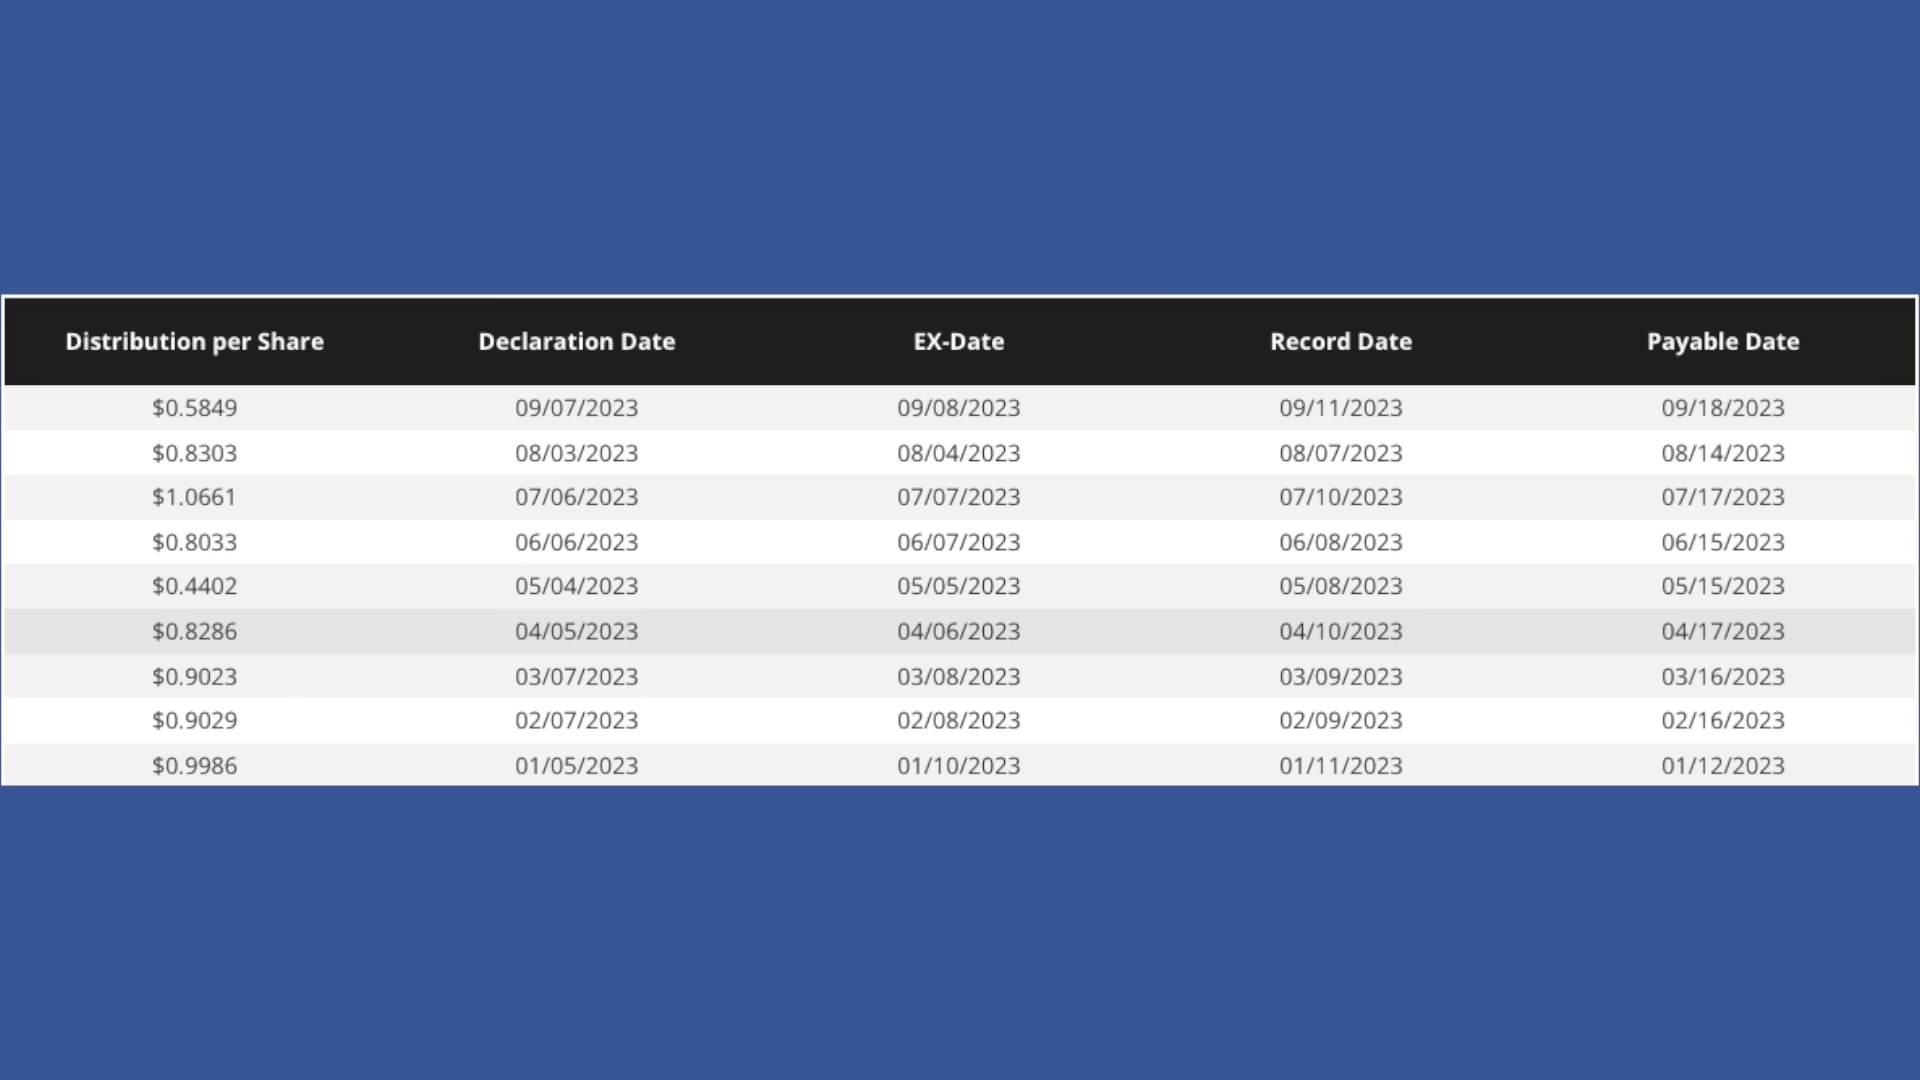 Distribution per Share Declaration Date EX-Date Record Date Payable Date
$0.5849 09/07/2023 09/08/2023 09/11/2023 09/18/2023
$0.8303 08/03/2023 08/04/2023 08/07/2023 08/14/2023
$1.0661 07/06/2023 07/07/2023 07/10/2023 07/17/2023
$0.8033 06/06/2023 06/07/2023 06/08/2023 06/15/2023
$0.4402 05/04/2023 05/05/2023 05/08/2023 05/15/2023
$0.8286 04/05/2023 04/06/2023 04/10/2023 04/17/2023
$0.9023 03/07/2023 03/08/2023 03/09/2023 03/16/2023
$0.9029 02/07/2023 02/08/2023 02/09/2023 02/16/2023
$0.9986 01/05/2023 01/10/2023 01/11/2023 01/12/2023